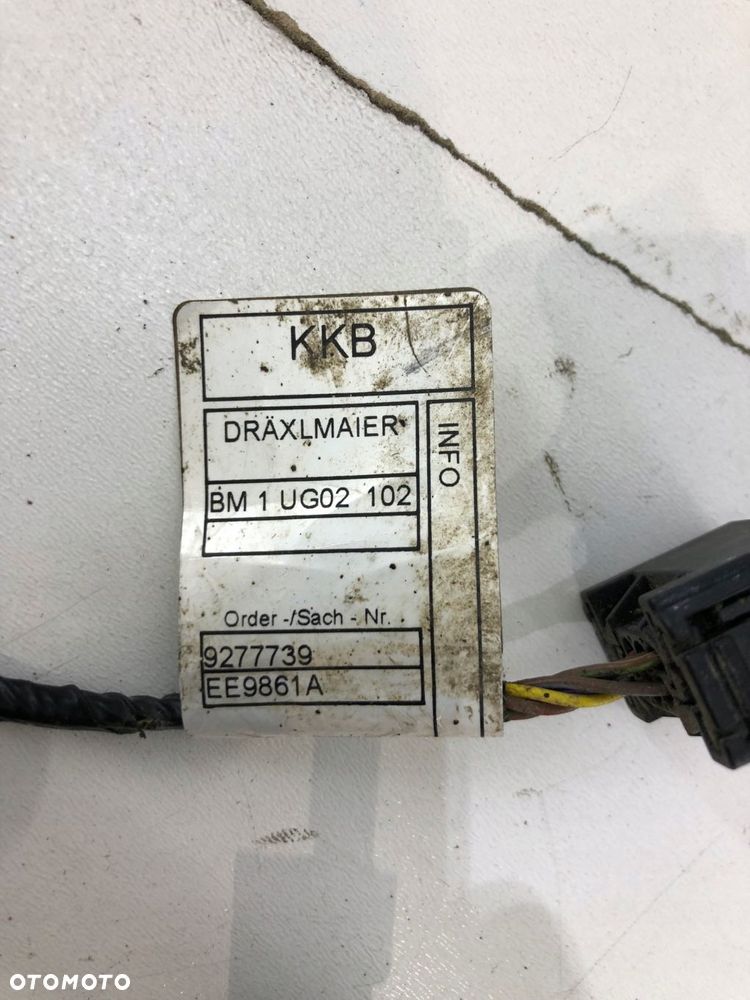 KKB
DRÄXLMAIER
INFO
BM 1 UG02 102
Order -/Sach - Nr.
9277739
EE9861A
OTOMOTO